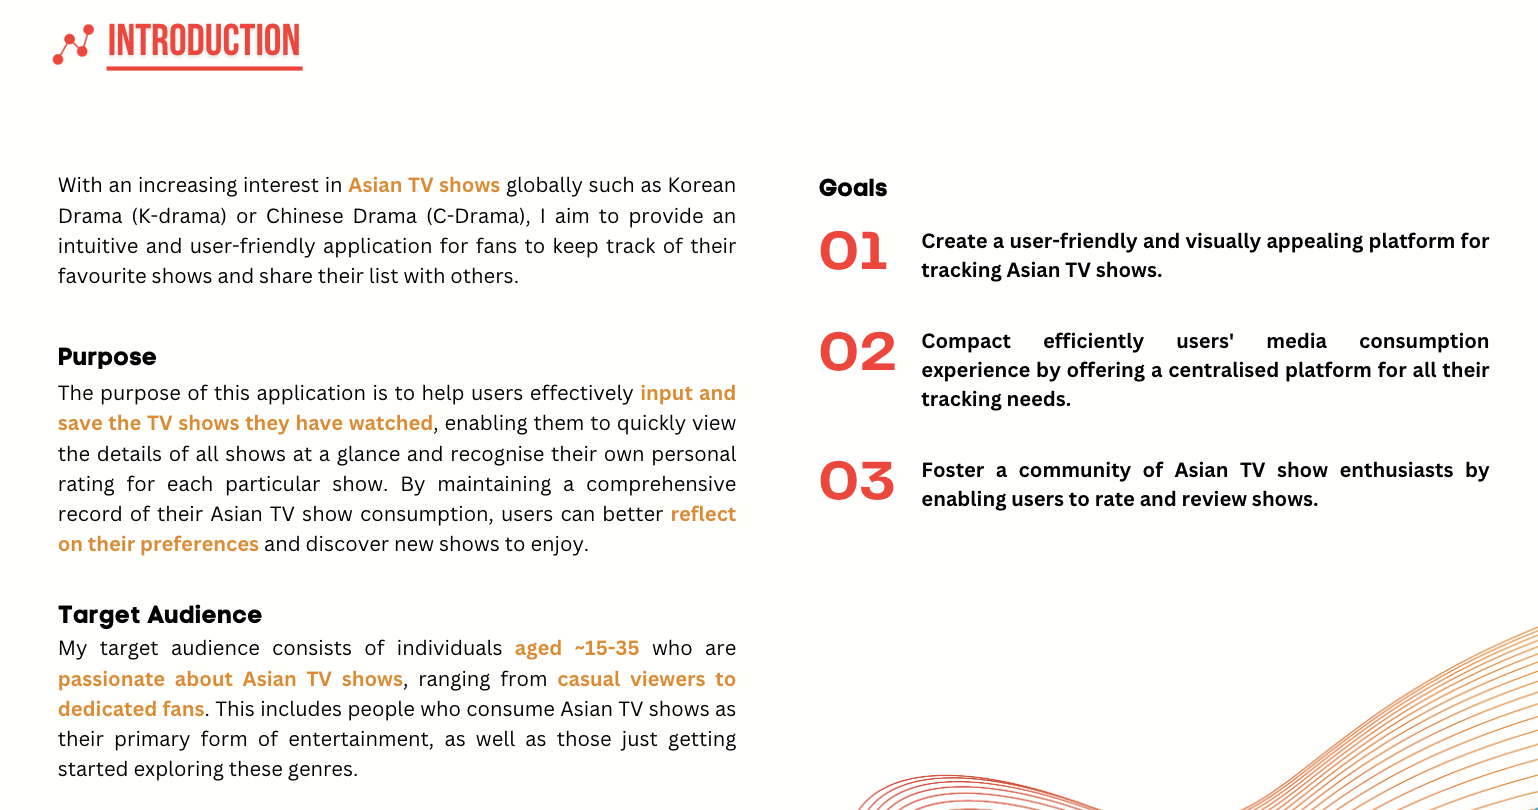 INTRODUCTION
With an increasing interest in Asian TV shows globally such as Korean
Drama (K-drama) or Chinese Drama (C-Drama), I aim to provide an
intuitive and user-friendly application for fans to keep track of their
favourite shows and share their list with others.
Purpose
The purpose of this application is to help users effectively input and
save the TV shows they have watched, enabling them to quickly view
the details of all shows at a glance and recognise their own personal
rating for each particular show. By maintaining a comprehensive
record of their Asian TV show consumption, users can better reflect
on their preferences and discover new shows to enjoy.
Target Audience
My target audience consists of individuals aged ~15-35 who are
passionate about Asian TV shows, ranging from casual viewers to
dedicated fans. This includes people who consume Asian TV shows as
their primary form of entertainment, as well as those just getting
started exploring these genres.
Goals
01 Create a user-friendly and visually appealing platform for
tracking Asian TV shows.
02 Compact efficiently users' media consumption
experience by offering a centralised platform for all their
tracking needs.
03 Foster a community of Asian TV show enthusiasts by
enabling users to rate and review shows.